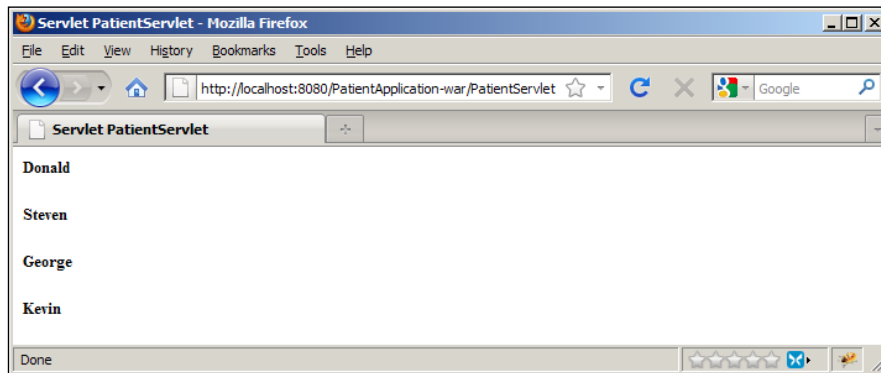 Servlet PatientServlet - Mozilla Firefox
File Edit View History Bookmarks Tools Help
http://localhost:8080/PatientApplication-war/PatientServlet Google
Servlet PatientServlet
Donald
Steven
George
Kevin
Done